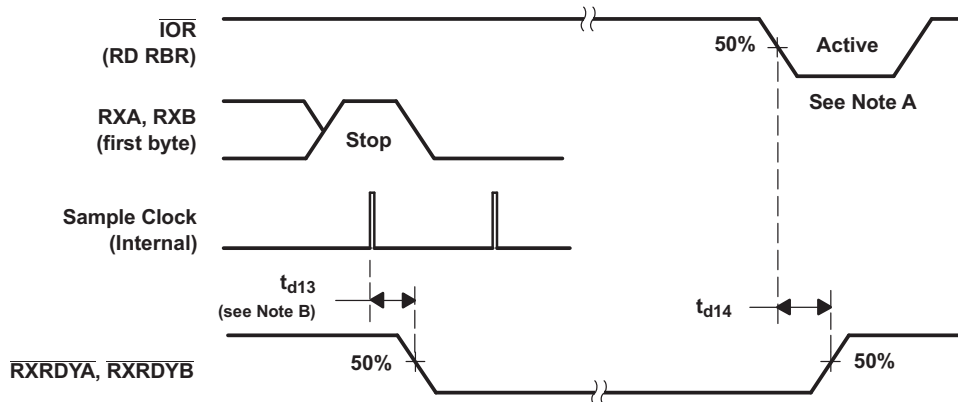 IOR
(RD RBR)
50%
Active
See Note A
RXA, RXB
(first byte)
Stop
Sample Clock
(Internal)
td13
(see Note B)
td14
RXRDYA, RXRDYB
50%
50%